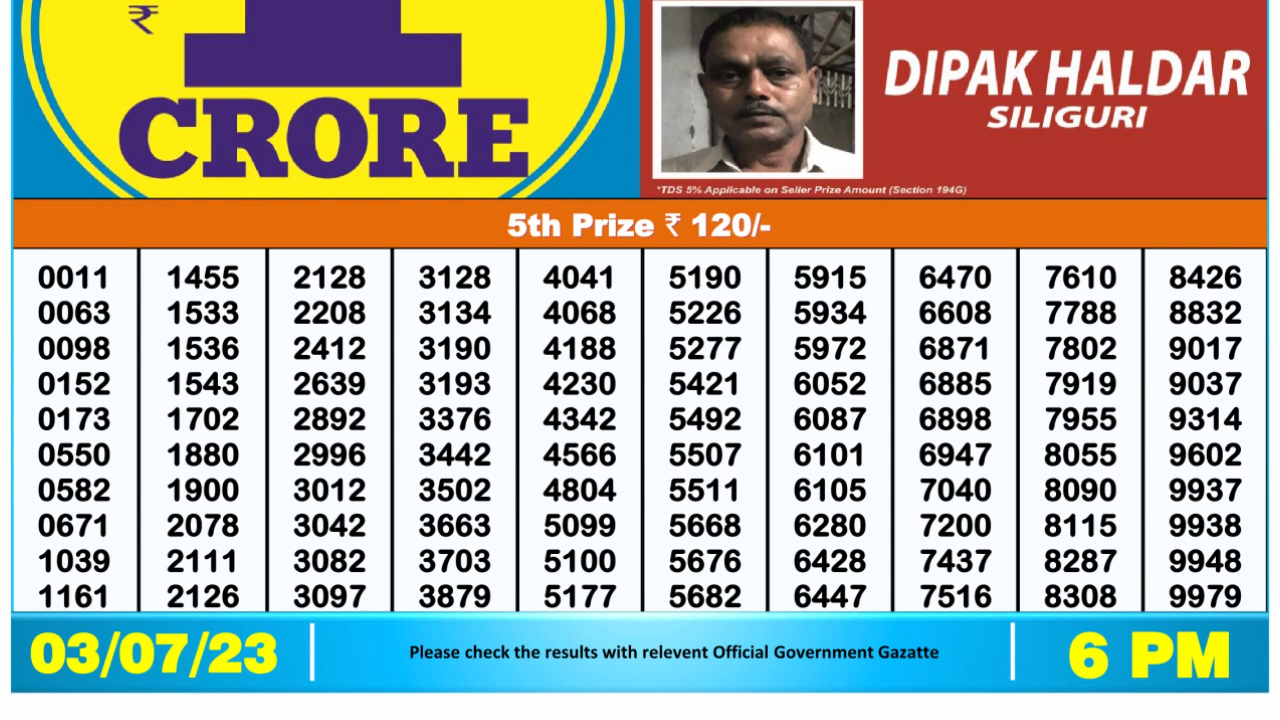 ₹
1
CRORE
DIPAK HALDAR
SILIGURI
*TDS 5% Applicable on Seller Prize Amount (Section 194G)
5th Prize ₹ 120/-
0011 1455 2128 3128 4041 5190 5915 6470 7610 8426
0063 1533 2208 3134 4068 5226 5934 6608 7788 8832
0098 1536 2412 3190 4188 5277 5972 6871 7802 9017
0152 1543 2639 3193 4230 5421 6052 6885 7919 9037
0173 1702 2892 3376 4342 5492 6087 6898 7955 9314
0550 1880 2996 3442 4566 5507 6101 6947 8055 9602
0582 1900 3012 3502 4804 5511 6105 7040 8090 9937
0671 2078 3042 3663 5099 5668 6280 7200 8115 9938
1039 2111 3082 3703 5100 5676 6428 7437 8287 9948
1161 2126 3097 3879 5177 5682 6447 7516 8308 9979
03/07/23
Please check the results with relevent Official Government Gazatte
6 PM